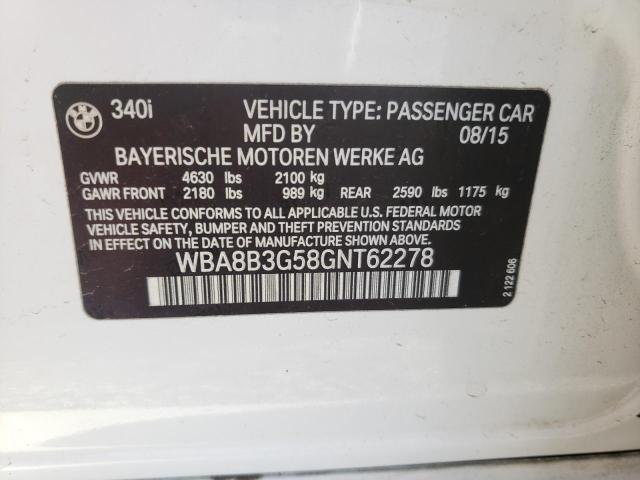 BMW
340i VEHICLE TYPE: PASSENGER CAR
MFD BY 08/15
BAYERISCHE MOTOREN WERKE AG
GVWR 4630 lbs 2100 kg
GAWR FRONT 2180 lbs 989 kg REAR 2590 lbs 1175 kg
THIS VEHICLE CONFORMS TO ALL APPLICABLE U.S. FEDERAL MOTOR
VEHICLE SAFETY, BUMPER AND THEFT PREVENTION STANDARDS
IN EFFECT ON THE DATE OF MANUFACTURE SHOWN ABOVE.
WBA8B3G58GNT62278
2 122 606